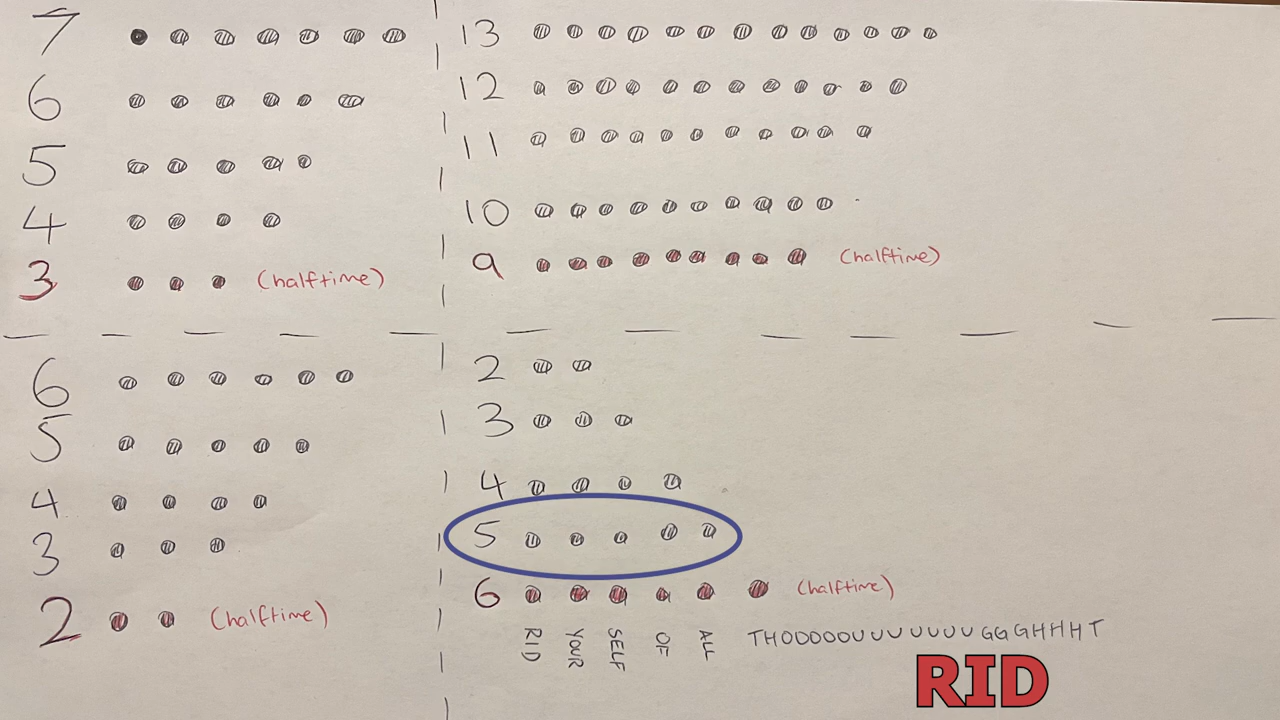 7
6
5
4
3 (halftime)
13
12
11
10
9 (halftime)
6
5
4
3
2 (halftime)
2
3
4
5
6 (halftime)
RID YOUR SELF OF ALL THOOOOOUUUUUUUGGGHHHT
RID